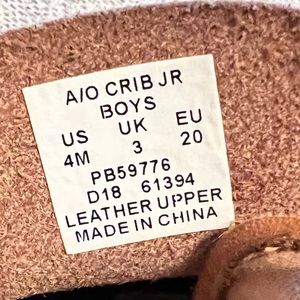 A/O CRIB JR
BOYS
US UK EU
4M 3 20
PB59776
D18 61394
LEATHER UPPER
MADE IN CHINA